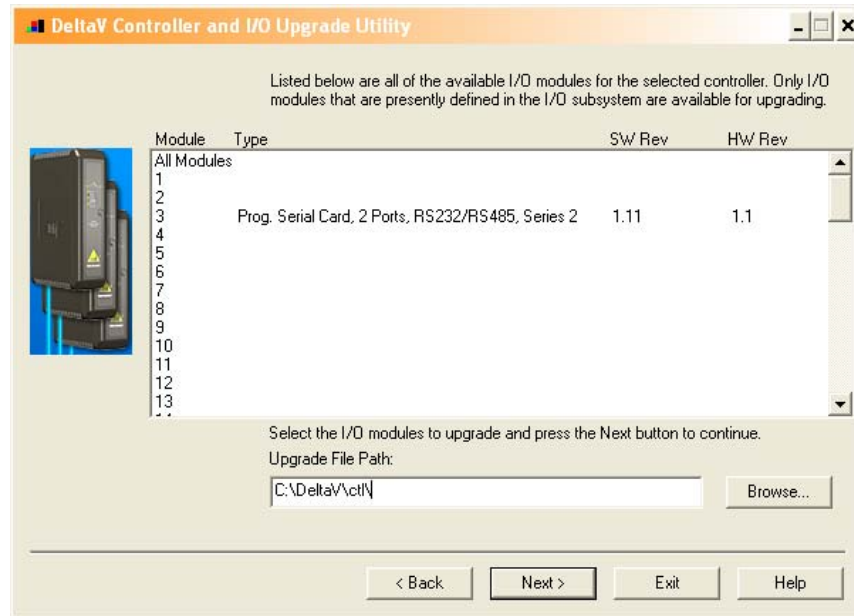 DeltaV Controller and I/O Upgrade Utility
Listed below are all of the available I/O modules for the selected controller. Only I/O
modules that are presently defined in the I/O subsystem are available for upgrading.
Module Type SW Rev HW Rev
All Modules
1
2
3 Prog. Serial Card, 2 Ports, RS232/RS485, Series 2 1.11 1.1
4
5
6
7
8
9
10
11
12
13
Select the I/O modules to upgrade and press the Next button to continue.
Upgrade File Path:
C:\DeltaV\ctl\ Browse...
< Back Next > Exit Help